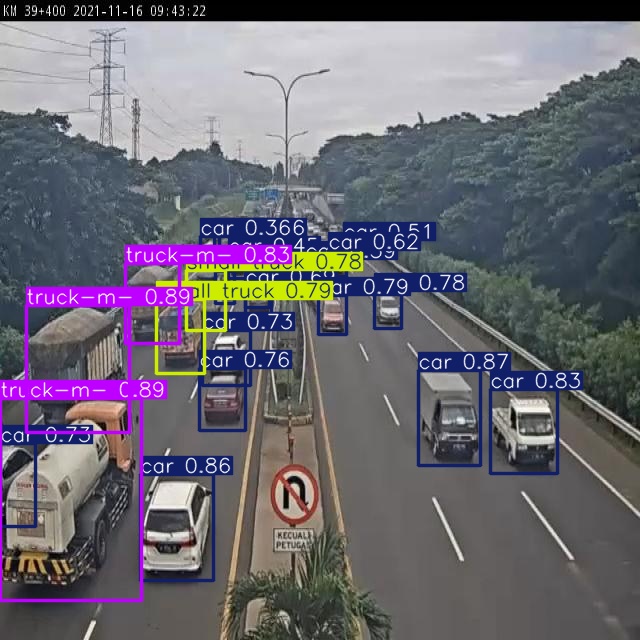 KM 39+400 2021-11-16 09:43:22
car 0.366
0.51
car 0.62
truck-m- 0.83
small truck 0.78
truck-m- 0.89
truck 0.79
car 0.79
0.78
0.73
car 0.76
car 0.87
car 0.83
truck-m- 0.89
car 0.73
car 0.86
KECUALI
PETUGAS